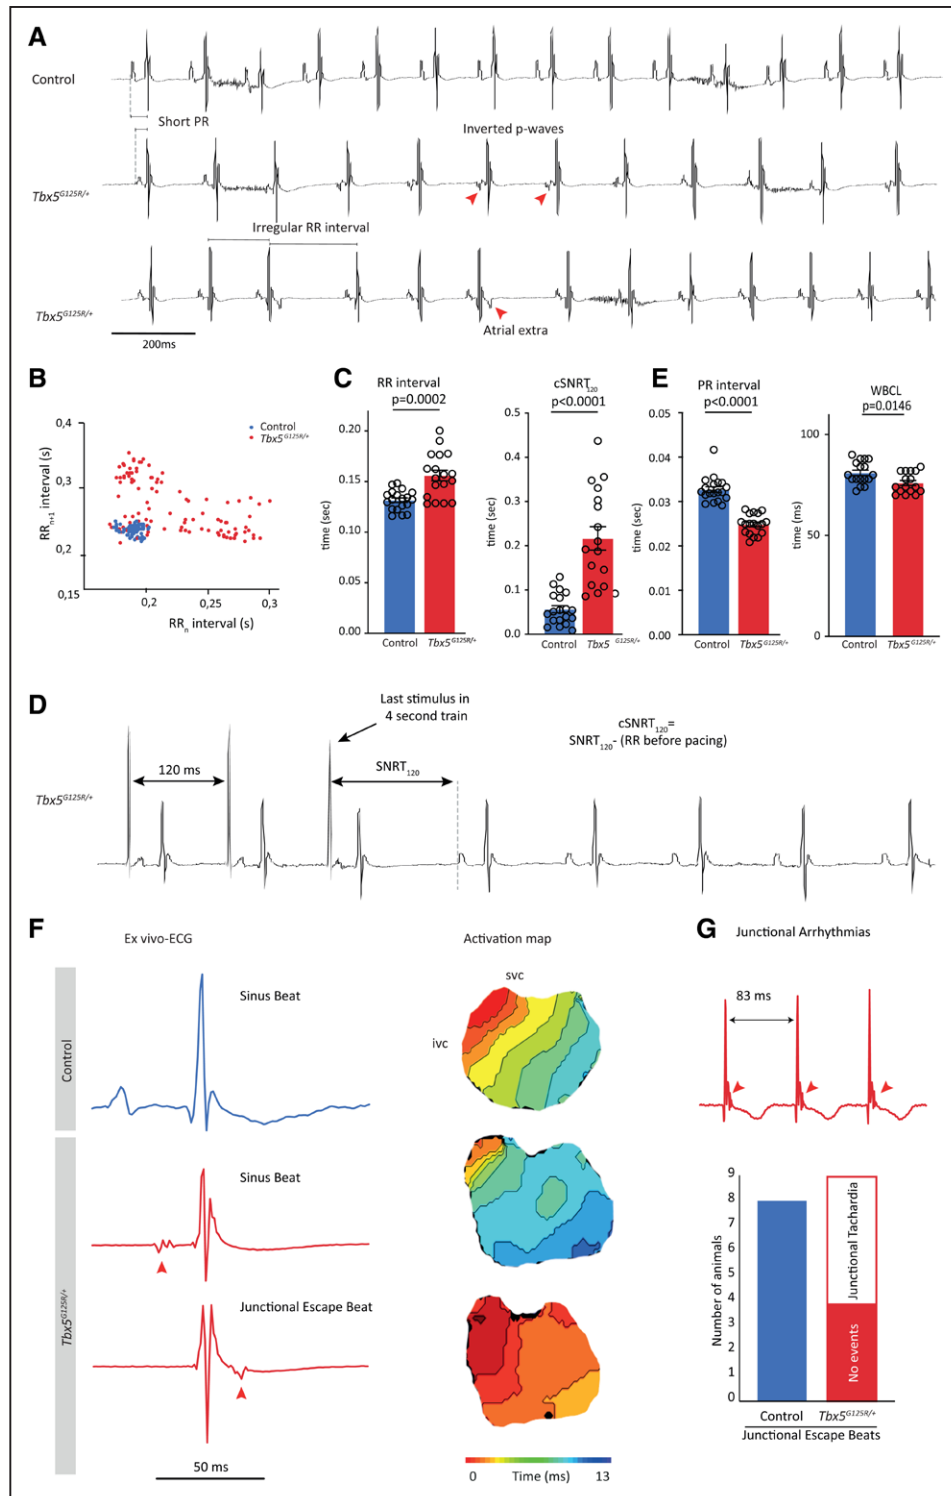 A
Control
Short PR
Inverted p-waves
Tbx5G125R/+
Irregular RR interval
Tbx5G125R/+
Atrial extra
200ms
B
0,4
Control
Tbx5G125R/+
RRn+1 interval (s)
0,3
0,2
0,15
0,2
0,25
0,3
RRn interval (s)
C
RR interval
p=0.0002
time (sec)
0.20
0.15
0.10
0.05
0.00
Control
Tbx5G125R/+
cSNRT120
p<0.0001
time (sec)
0.5
0.4
0.3
0.2
0.1
0.0
Control
Tbx5G125R/+
E
PR interval
p<0.0001
time (sec)
0.05
0.04
0.03
0.02
0.01
0.00
Control
Tbx5G125R/+
WBCL
p=0.0146
time (ms)
100
50
0
Control
Tbx5G125R/+
D
Last stimulus in
4 second train
cSNRT120=
SNRT120- (RR before pacing)
120 ms
SNRT120
Tbx5G125R/+
F
Ex vivo-ECG
Activation map
Control
Sinus Beat
svc
ivc
Tbx5G125R/+
Sinus Beat
Junctional Escape Beat
50 ms
0
Time (ms)
13
G
Junctional Arrhythmias
83 ms
Number of animals
9
8
7
6
5
4
3
2
1
0
Junctional Tachardia
No events
Control
Tbx5G125R/+
Junctional Escape Beats